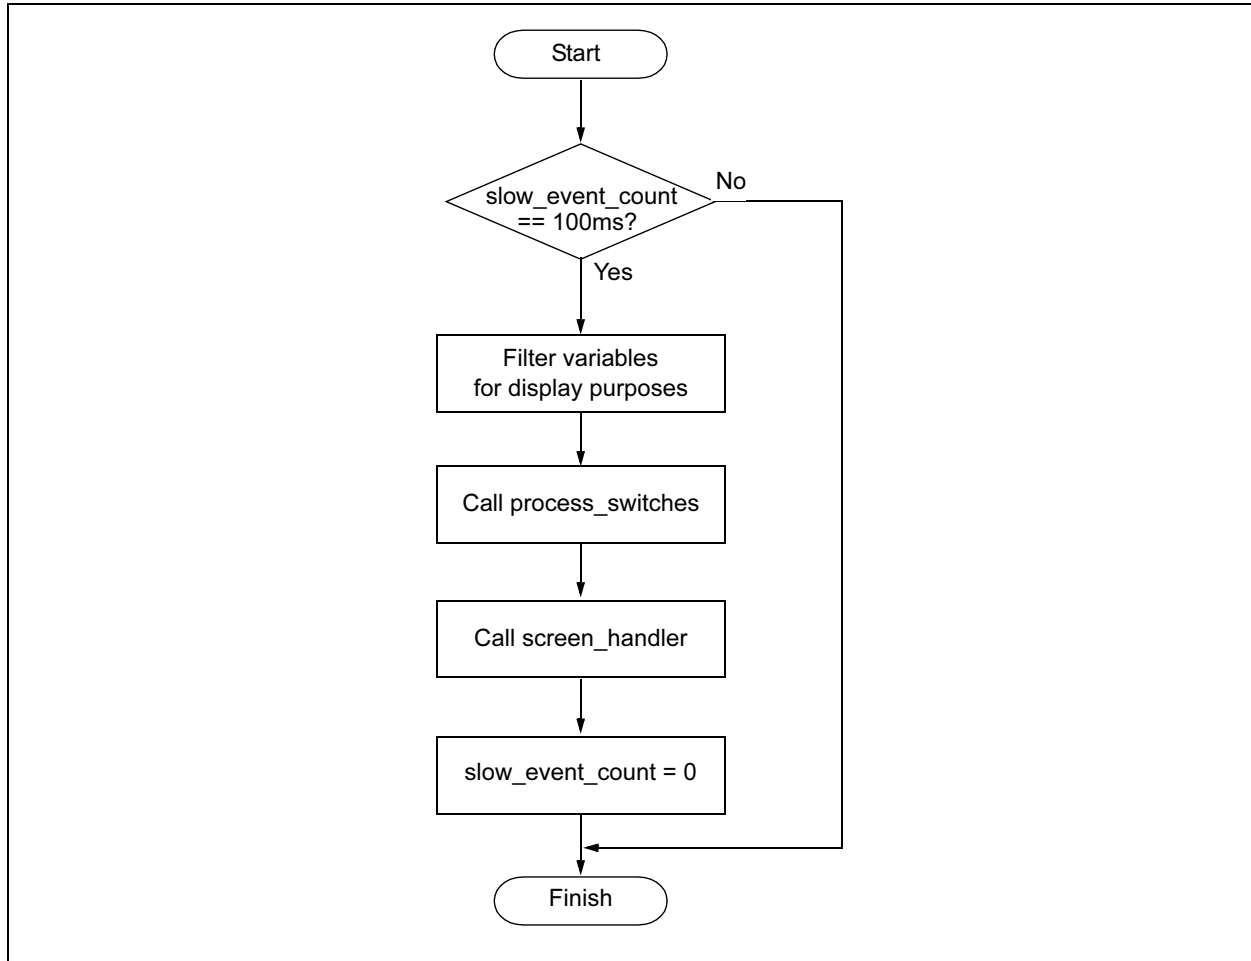 Start
slow_event_count
== 100ms?
No
Yes
Filter variables
for display purposes
Call process_switches
Call screen_handler
slow_event_count = 0
Finish